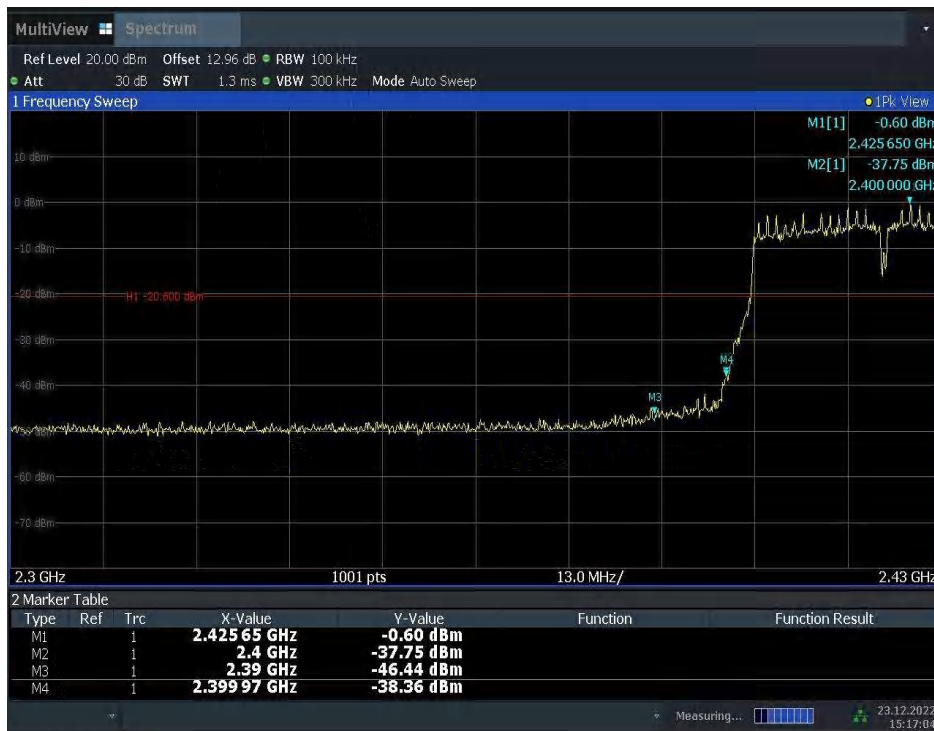 MultiView Spectrum
Ref Level 20.00 dBm Offset 12.96 dB RBW 100 kHz
Att 30 dB SWT 1.3 ms VBW 300 kHz Mode Auto Sweep
1 Frequency Sweep 1Pk View
M1[1] -0.60 dBm
2.425 650 GHz
10 dBm
M2[1] -37.75 dBm
2.400 000 GHz
0 dBm
-10 dBm
-20 dBm
H1 -20.600 dBm
-30 dBm
M4
-40 dBm
M3
-60 dBm
-70 dBm
2.3 GHz 1001 pts 13.0 MHz/ 2.43 GHz
2 Marker Table
Type Ref Trc X-Value Y-Value Function Function Result
M1 1 2.425 65 GHz -0.60 dBm
M2 1 2.4 GHz -37.75 dBm
M3 1 2.39 GHz -46.44 dBm
M4 1 2.399 97 GHz -38.36 dBm
Measuring... 23.12.2022
15:17:04